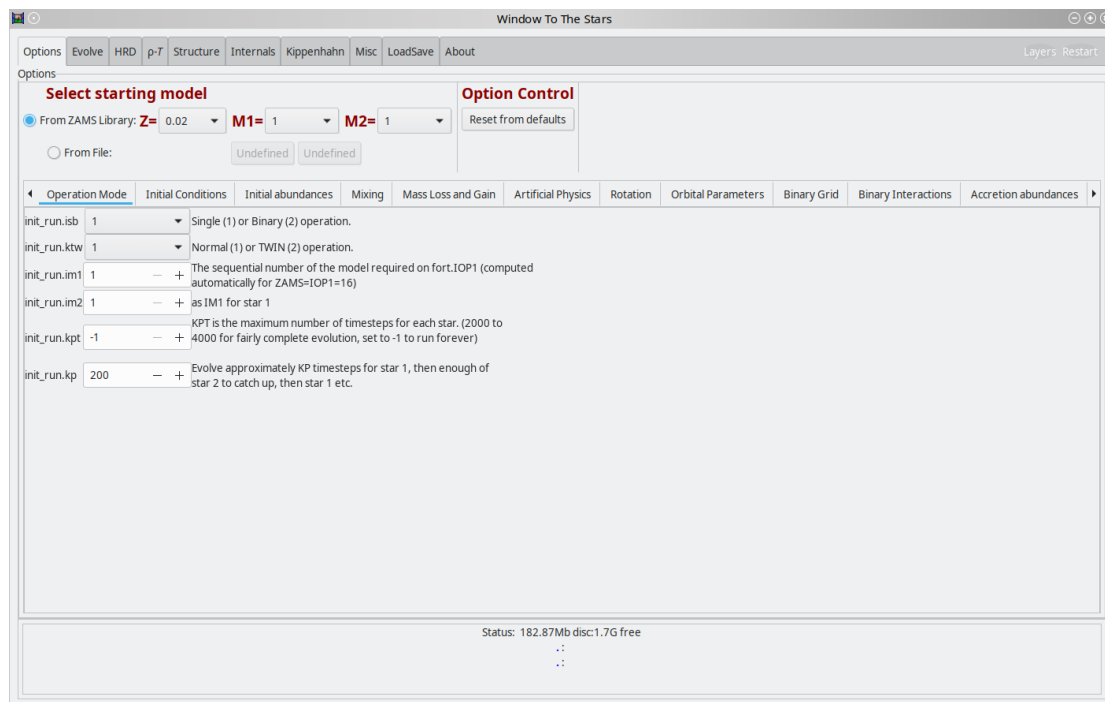 Window To The Stars
Options Evolve HRD ρ-T Structure Internals Kippenhahn Misc LoadSave About Layers Restart
Options
Select starting model Option Control
From ZAMS Library: Z= 0.02 M1= 1 M2= 1 Reset from defaults
From File: Undefined Undefined
Operation Mode Initial Conditions Initial abundances Mixing Mass Loss and Gain Artificial Physics Rotation Orbital Parameters Binary Grid Binary Interactions Accretion abundances
init_run.isb 1 Single (1) or Binary (2) operation.
init_run.ktw 1 Normal (1) or TWIN (2) operation.
init_run.im1 1 − + The sequential number of the model required on fort.IOP1 (computed
automatically for ZAMS=IOP1=16)
init_run.im2 1 − + as IM1 for star 1
init_run.kpt -1 − + KPT is the maximum number of timesteps for each star. (2000 to
4000 for fairly complete evolution, set to -1 to run forever)
init_run.kp 200 − + Evolve approximately KP timesteps for star 1, then enough of
star 2 to catch up, then star 1 etc.
Status: 182.87Mb disc:1.7G free
.:
.: